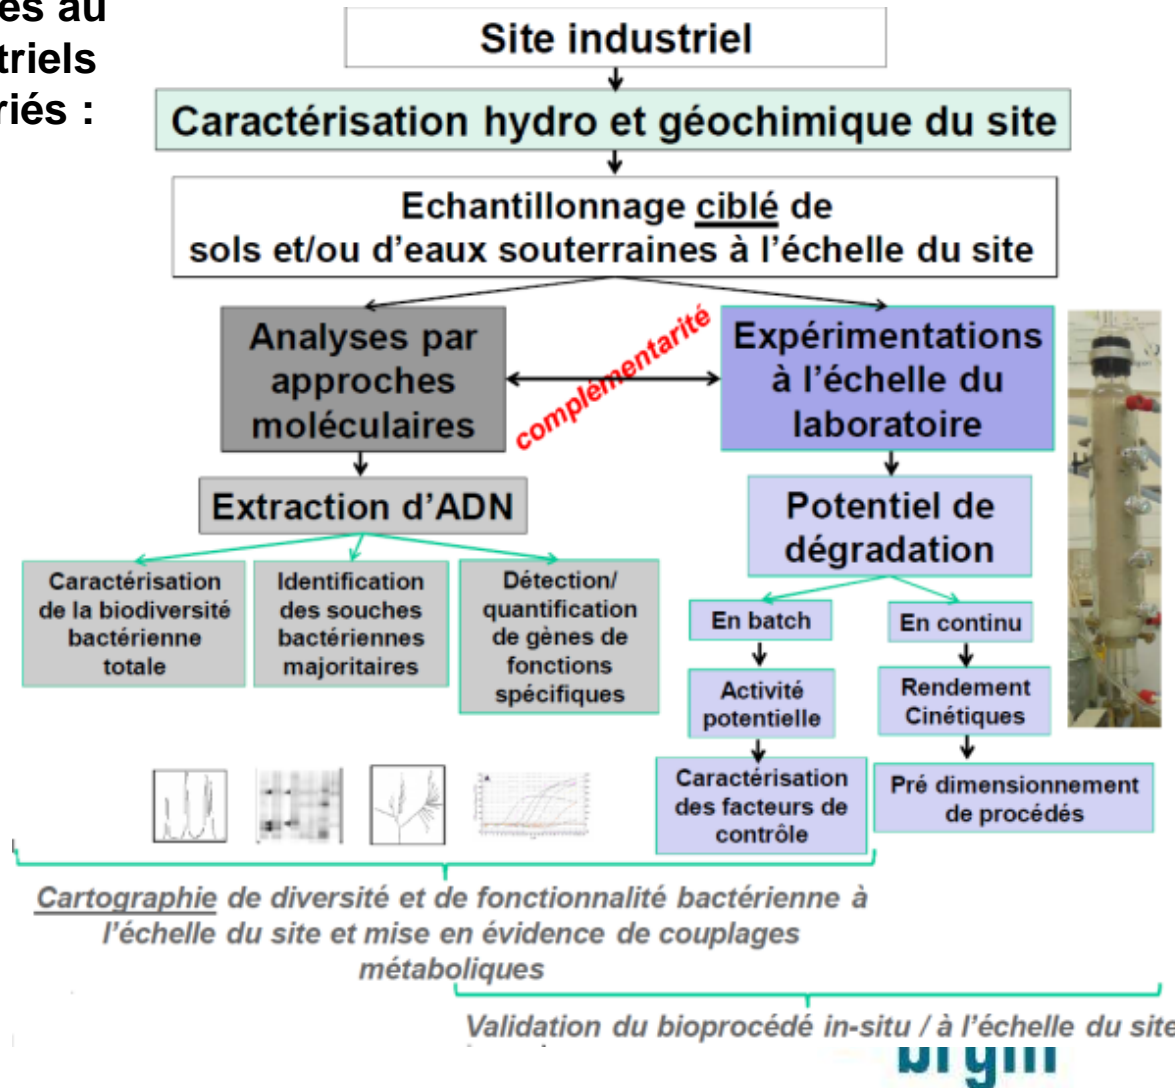 es au
triels
riés :
Site industriel
Caractérisation hydro et géochimique du site
Echantillonnage ciblé de
sols et/ou d'eaux souterraines à l'échelle du site
Analyses par
approches
moléculaires
complémentarité
Expérimentations
à l'échelle du
laboratoire
Extraction d'ADN
Potentiel de
dégradation
Caractérisation
de la biodiversité
bactérienne
totale
Identification
des souches
bactériennes
majoritaires
Détection/
quantification
de gènes de
fonctions
spécifiques
En batch
En continu
Activité
potentielle
Rendement
Cinétiques
Caractérisation
des facteurs de
contrôle
Pré dimensionnement
de procédés
Cartographie de diversité et de fonctionnalité bactérienne à
l'échelle du site et mise en évidence de couplages
métaboliques
Validation du bioprocédé in-situ / à l'échelle du site
brgm